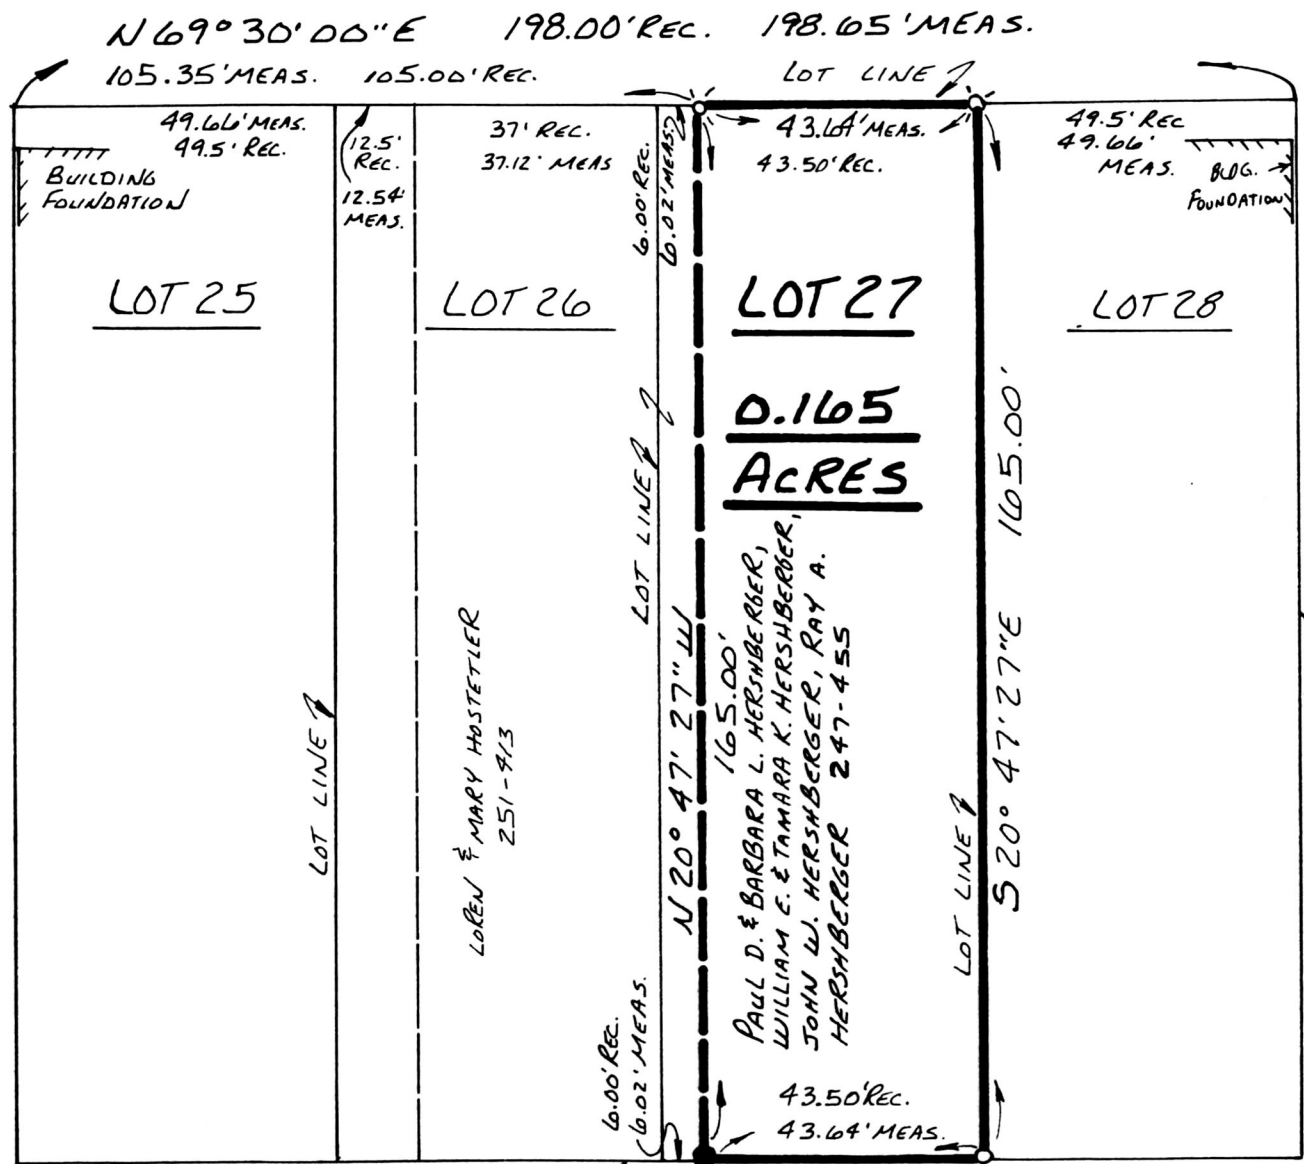 N 69° 30' 00" E 198.00' REC. 198.65' MEAS.
105.35' MEAS. 105.00' REC.
LOT LINE
49.66' MEAS.
49.5' REC.
BUILDING
FOUNDATION
12.5'
REC.
12.54'
MEAS.
37' REC.
37.12' MEAS
6.00' REC.
6.02' MEAS.
43.64' MEAS.
43.50' REC.
49.5' REC
49.66'
MEAS.
BLDG.
FOUNDATION
LOT 25
LOT 26
LOT 27
LOT 28
0.165
ACRES
LOT LINE
LOREN & MARY HOSTETLER
251-413
LOT LINE
N 20° 47' 27" W
165.00'
PAUL D. & BARBARA L. HERSHBERGER,
WILLIAM E. & TAMARA K. HERSHBERGER,
JOHN W. HERSHBERGER, RAY A.
HERSHBERGER 247-455
LOT LINE
S 20° 47' 27" E 165.00'
6.00' REC.
6.02' MEAS.
43.50' REC.
43.64' MEAS.